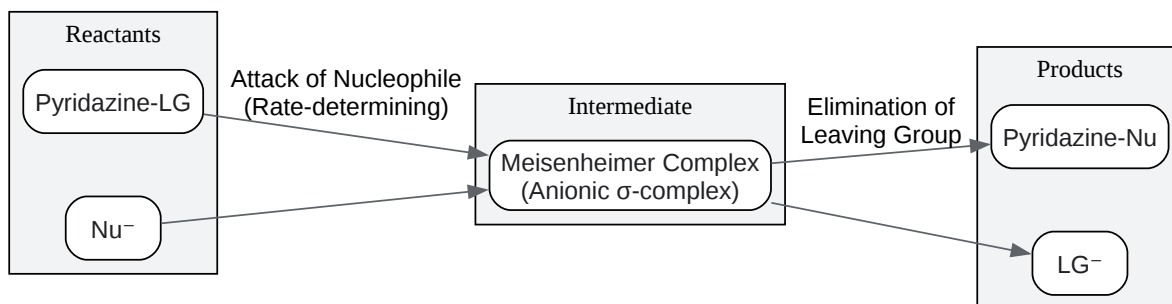 Reactants
Pyridazine-LG
Nu⁻
Attack of Nucleophile
(Rate-determining)
Intermediate
Meisenheimer Complex
(Anionic σ-complex)
Elimination of
Leaving Group
Products
Pyridazine-Nu
LG⁻